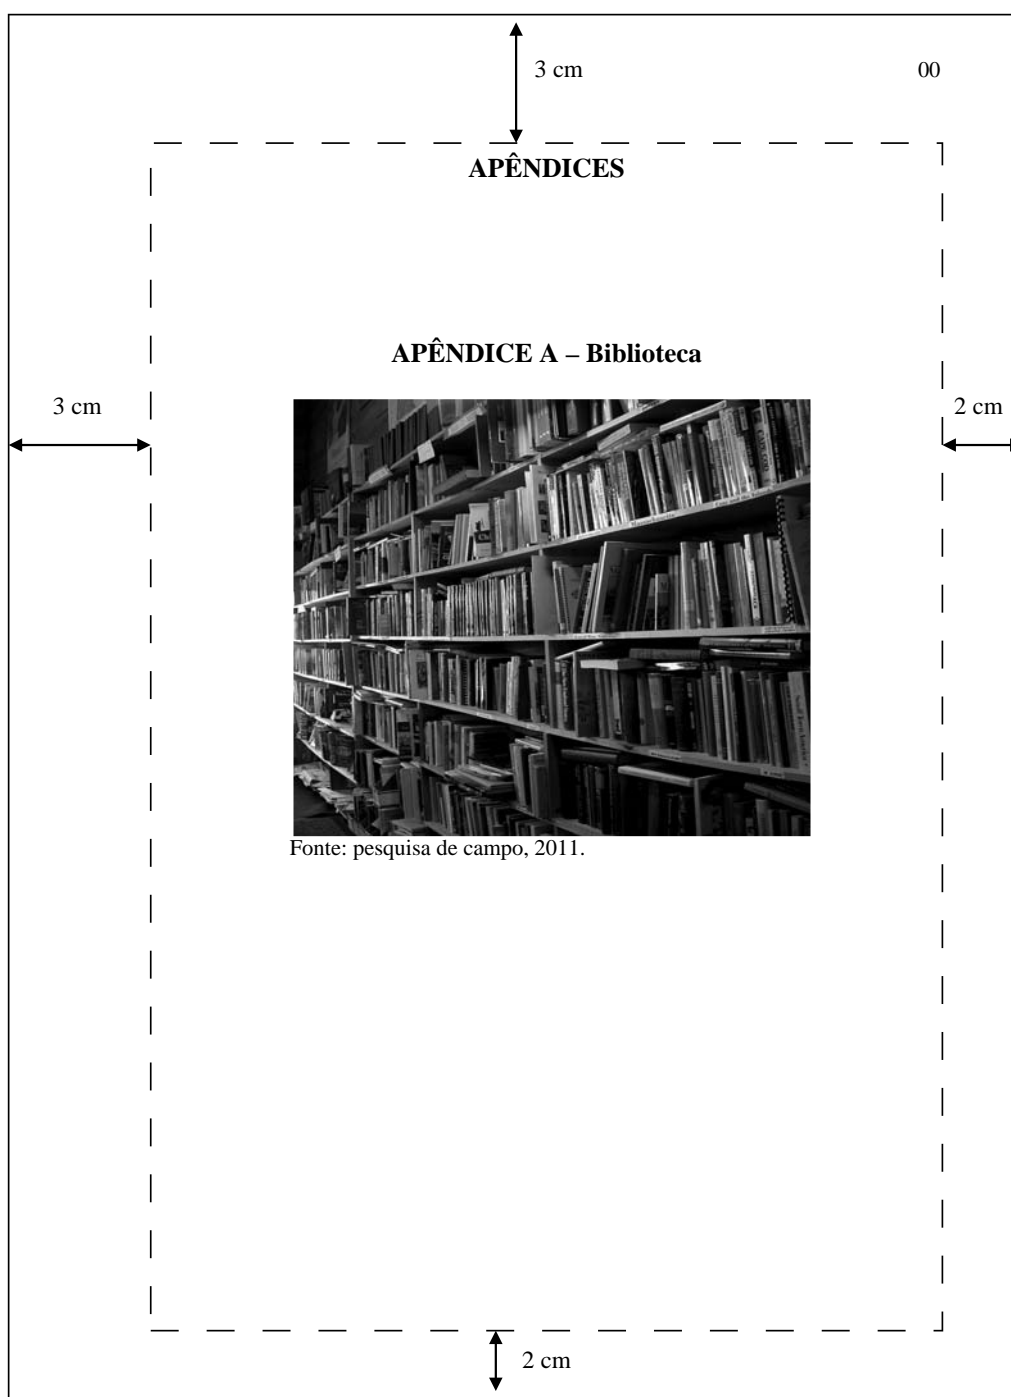 3 cm
00
APÊNDICES
APÊNDICE A – Biblioteca
3 cm
2 cm
Fonte: pesquisa de campo, 2011.
2 cm